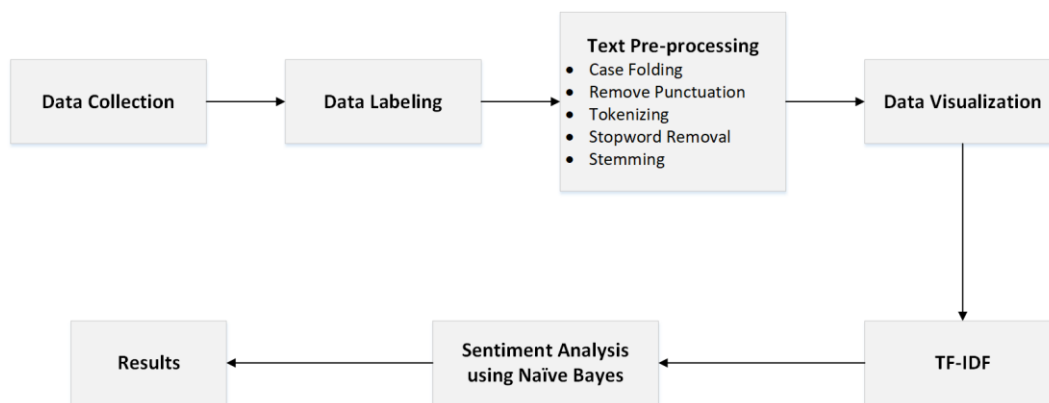 Data Collection
Data Labeling
Text Pre-processing
• Case Folding
• Remove Punctuation
• Tokenizing
• Stopword Removal
• Stemming
Data Visualization
TF-IDF
Sentiment Analysis
using Naïve Bayes
Results